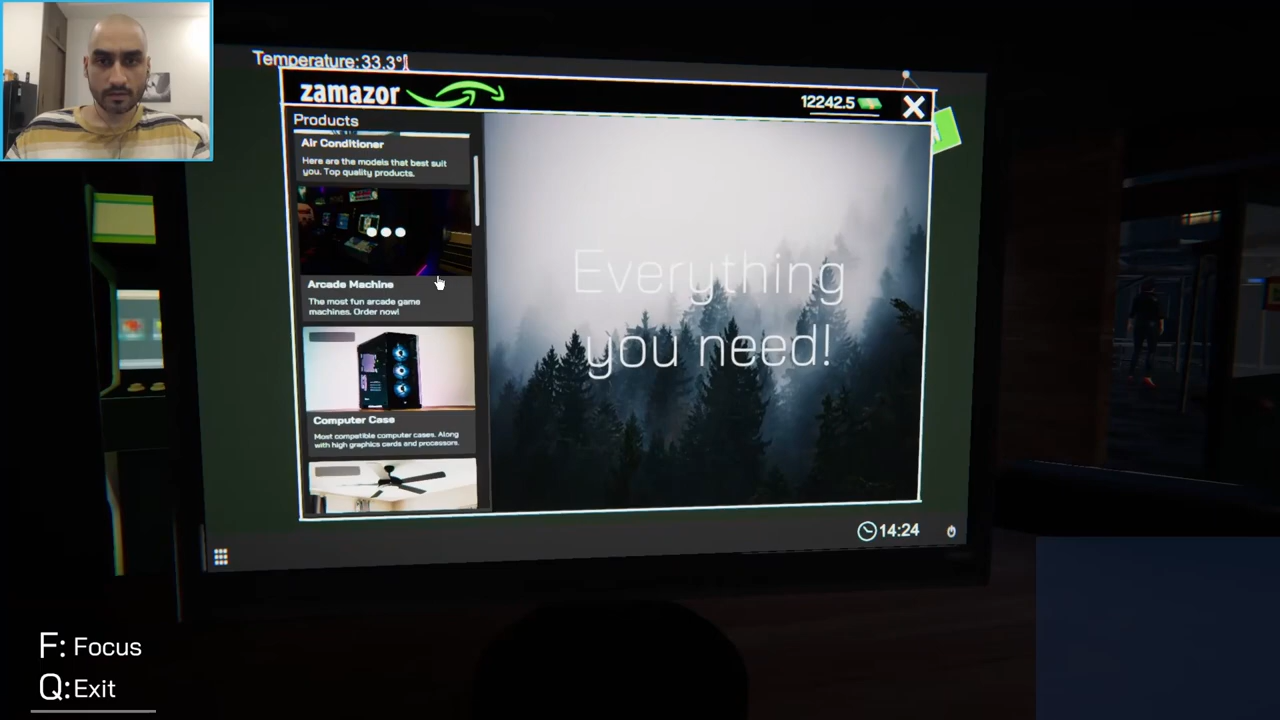 Temperature: 33.3°
zamazor
12242.5
Products
Air Conditioner
Here are the models that best suit
you. Top quality products.
Arcade Machine
The most fun arcade game
machines. Order now!
Computer Case
Most compatible computer cases. Along
with high graphics cards and processors.
Everything
you need!
14:24
F: Focus
Q: Exit